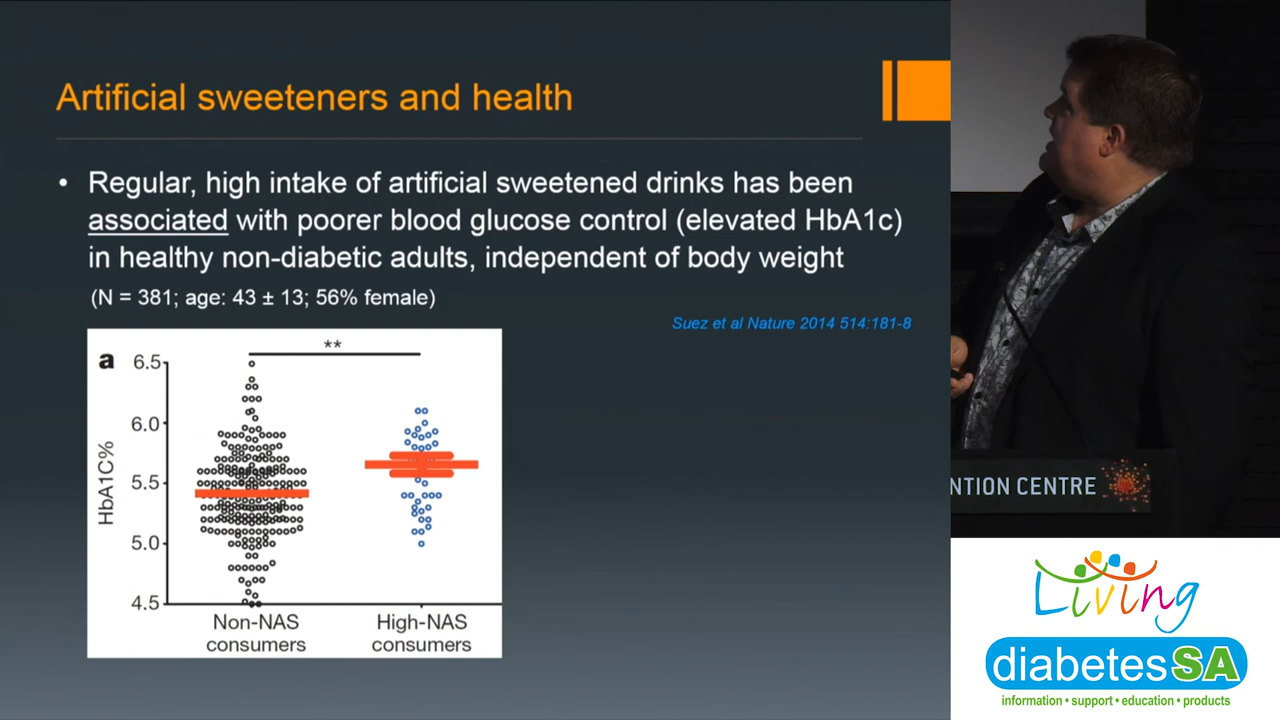 Artificial sweeteners and health
• Regular, high intake of artificial sweetened drinks has been
associated with poorer blood glucose control (elevated HbA1c)
in healthy non-diabetic adults, independent of body weight
(N = 381; age: 43 ± 13; 56% female)
Suez et al Nature 2014 514:181-8
a
**
HbA1C%
6.5
6.0
5.5
5.0
4.5
Non-NAS
consumers
High-NAS
consumers
NTION CENTRE
Living
diabetesSA
information • support • education • products